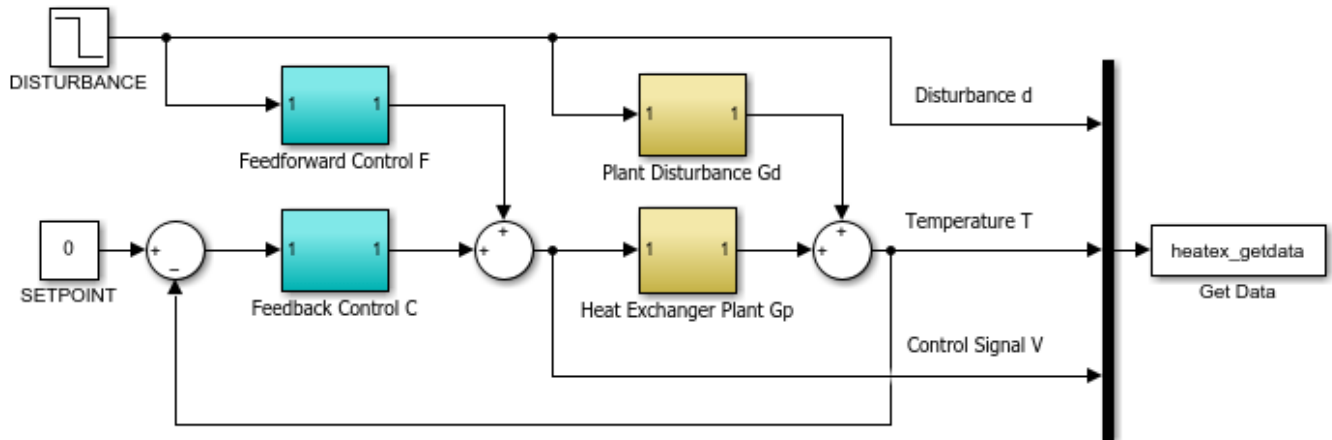 DISTURBANCE
1 1
Feedforward Control F
1 1
Plant Disturbance Gd
Disturbance d
0
SETPOINT
+
−
1 1
Feedback Control C
+
+
1 1
Heat Exchanger Plant Gp
+
+
Temperature T
Control Signal V
heatex_getdata
Get Data